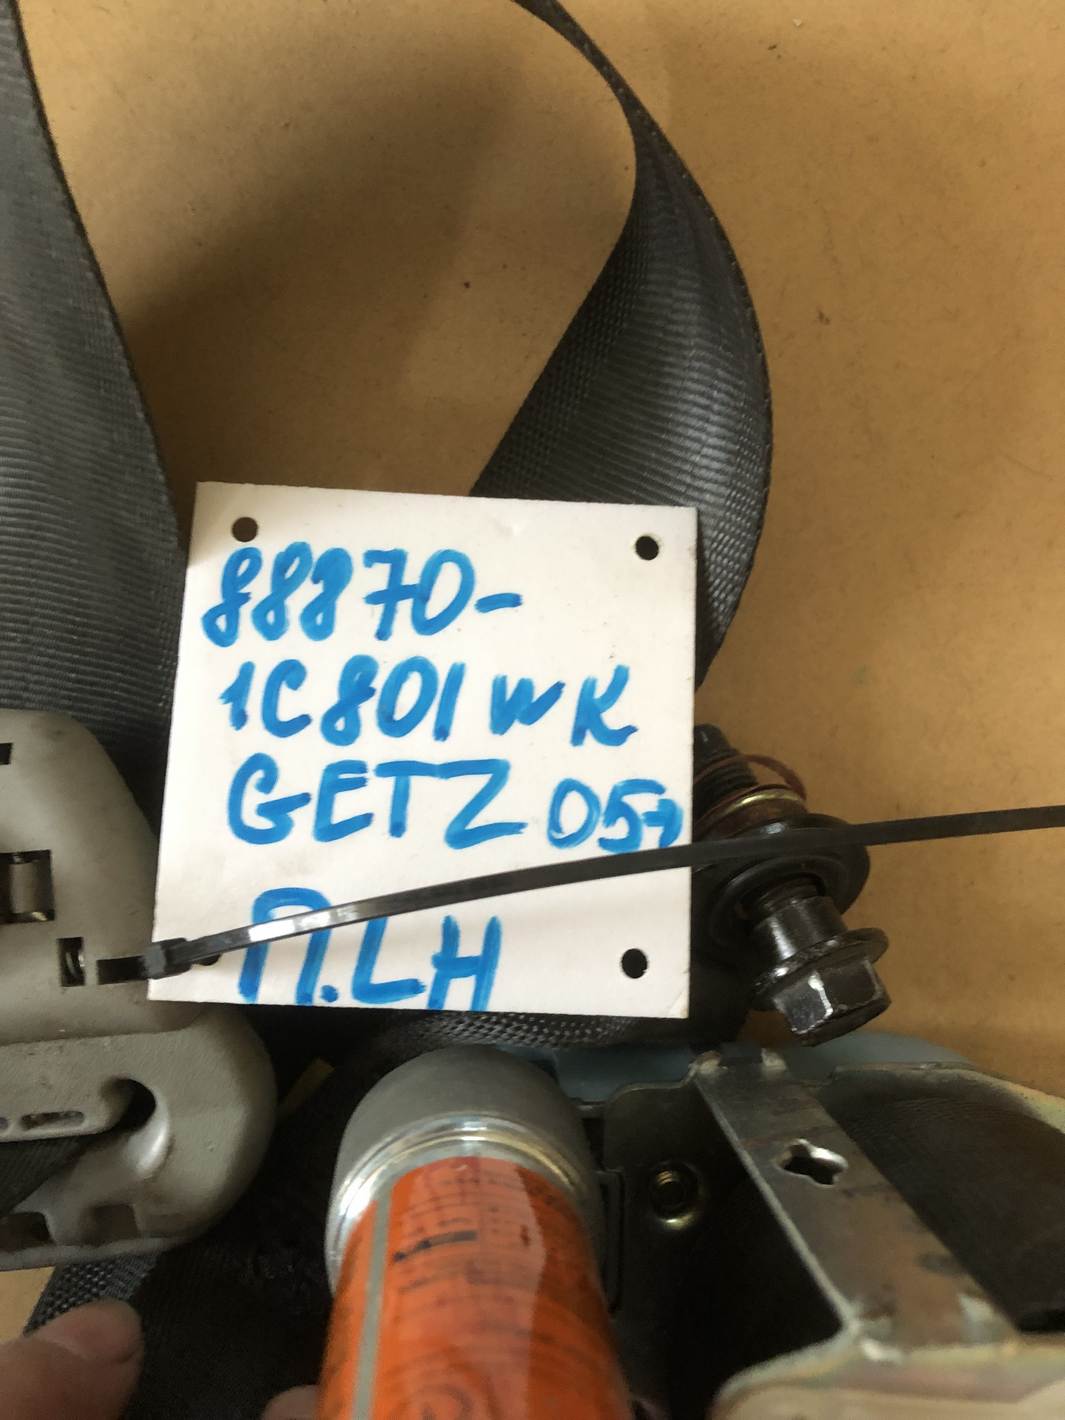 88870-
1C801WK
GETZ 05→
П.LH